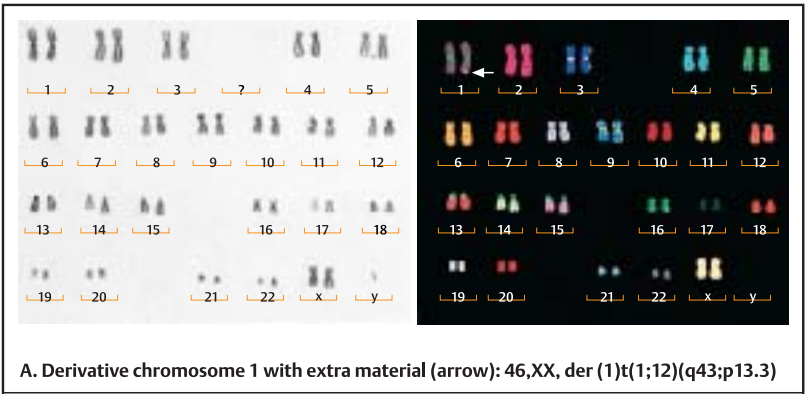 1 2 3 ? 4 5
1 2 3 4 5
6 7 8 9 10 11 12
6 7 8 9 10 11 12
13 14 15 16 17 18
13 14 15 16 17 18
19 20 21 22 x y
19 20 21 22 x y
A. Derivative chromosome 1 with extra material (arrow): 46,XX, der (1)t(1;12)(q43;p13.3)